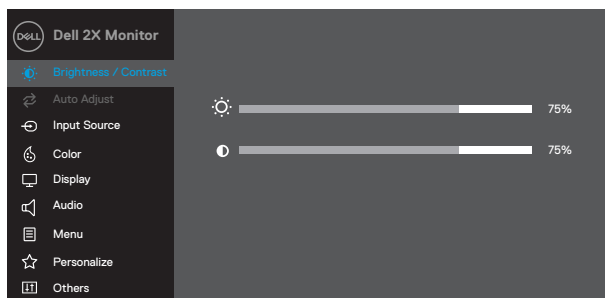 DELL Dell 2X Monitor
Brightness / Contrast
Auto Adjust
Input Source
Color
Display
Audio
Menu
Personalize
Others
75%
75%